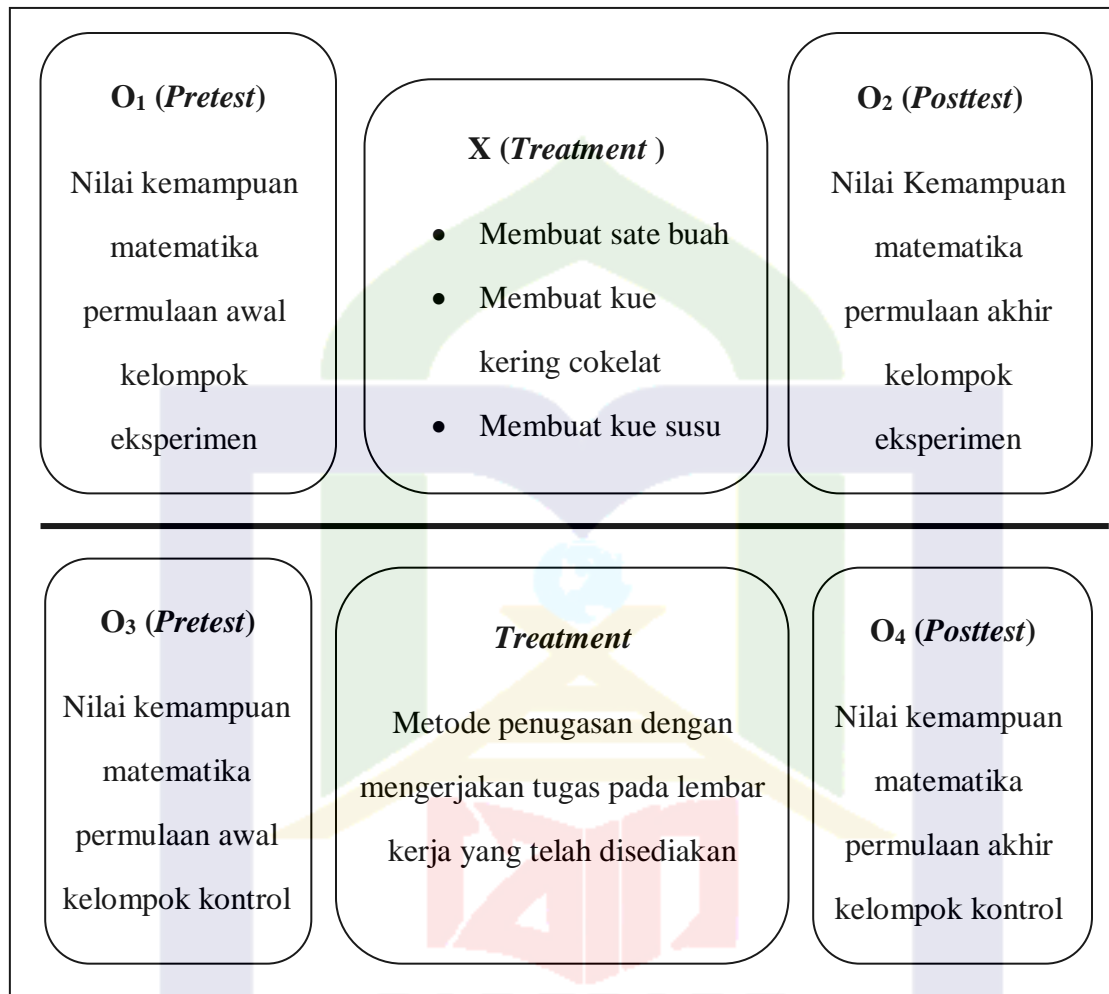 O₁ (Pretest)
Nilai kemampuan
matematika
permulaan awal
kelompok
eksperimen
X (Treatment )
• Membuat sate buah
• Membuat kue
kering cokelat
• Membuat kue susu
O₂ (Posttest)
Nilai Kemampuan
matematika
permulaan akhir
kelompok
eksperimen
O₃ (Pretest)
Nilai kemampuan
matematika
permulaan awal
kelompok kontrol
Treatment
Metode penugasan dengan
mengerjakan tugas pada lembar
kerja yang telah disediakan
O₄ (Posttest)
Nilai kemampuan
matematika
permulaan akhir
kelompok kontrol